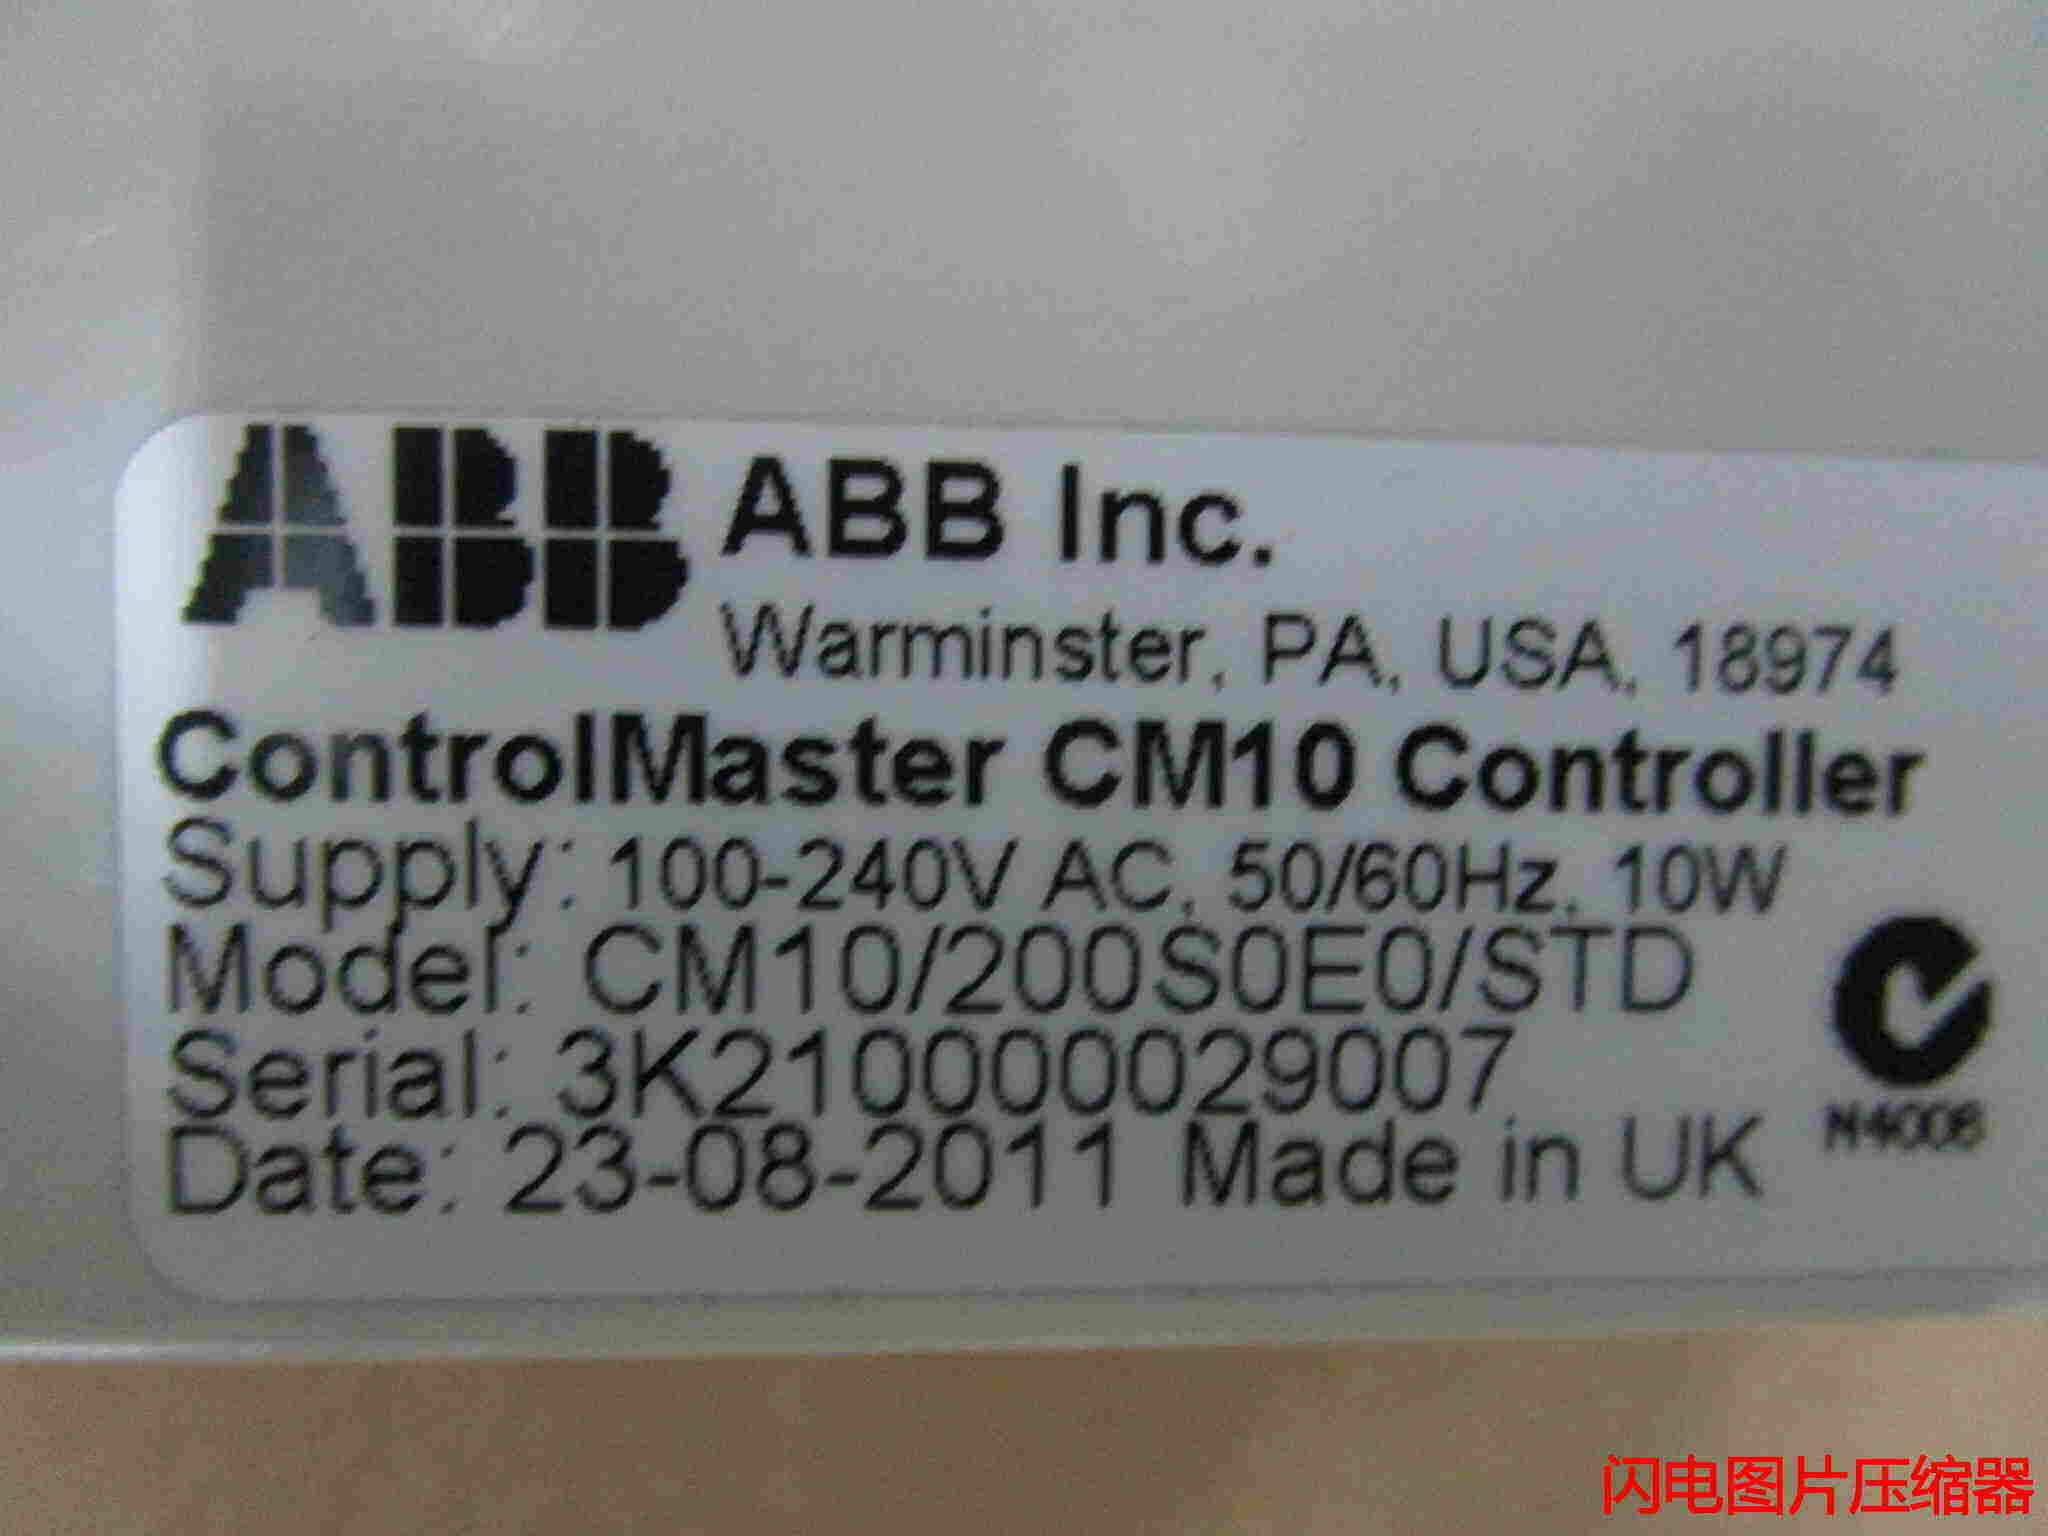 ABB ABB Inc.
Warminster, PA, USA, 18974
ControlMaster CM10 Controller
Supply: 100-240V AC, 50/60Hz, 10W
Model: CM10/200S0E0/STD
Serial: 3K210000029007
Date: 23-08-2011 Made in UK
N4006
闪电图片压缩器